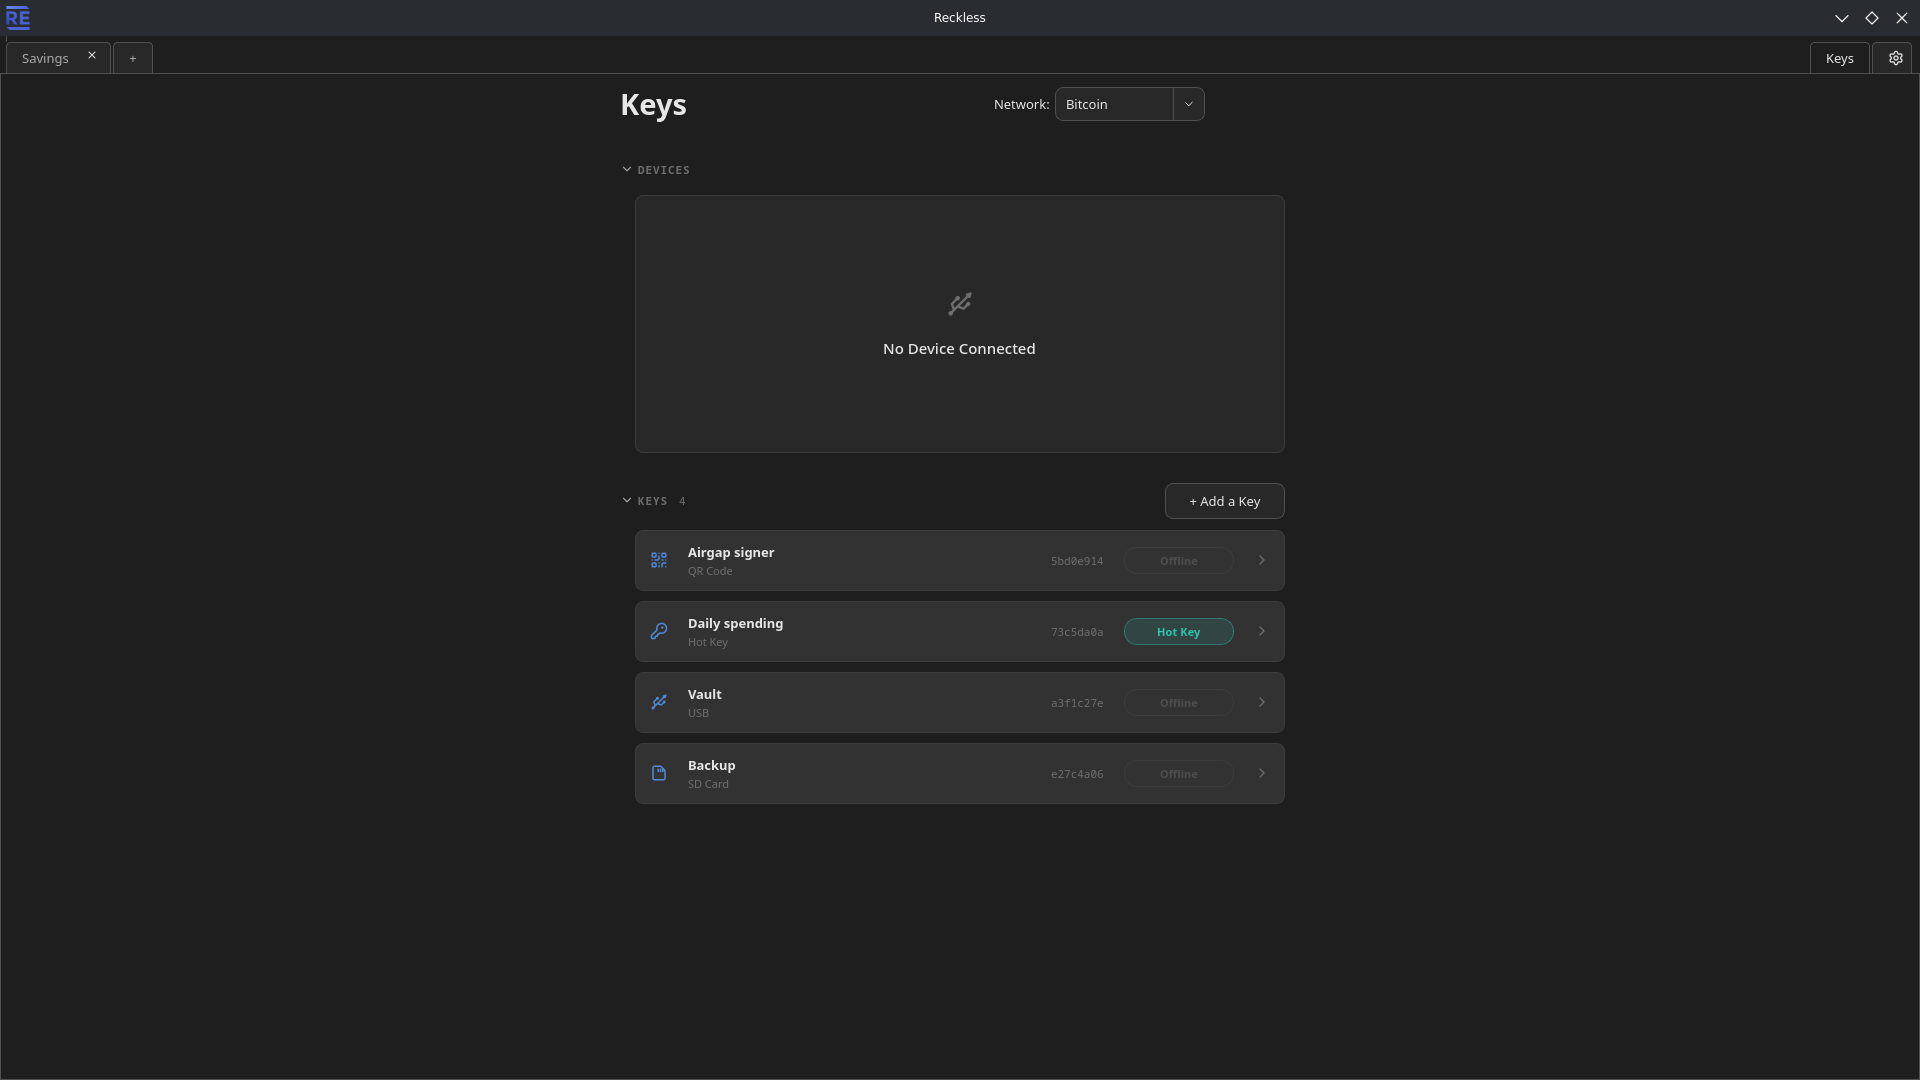 RE
Reckless
Savings
+
Keys
Keys
Network: Bitcoin
DEVICES
No Device Connected
KEYS 4
+ Add a Key
Airgap signer
QR Code
5bd0e914
Offline
Daily spending
Hot Key
73c5da0a
Hot Key
Vault
USB
a3f1c27e
Offline
Backup
SD Card
e27c4a06
Offline